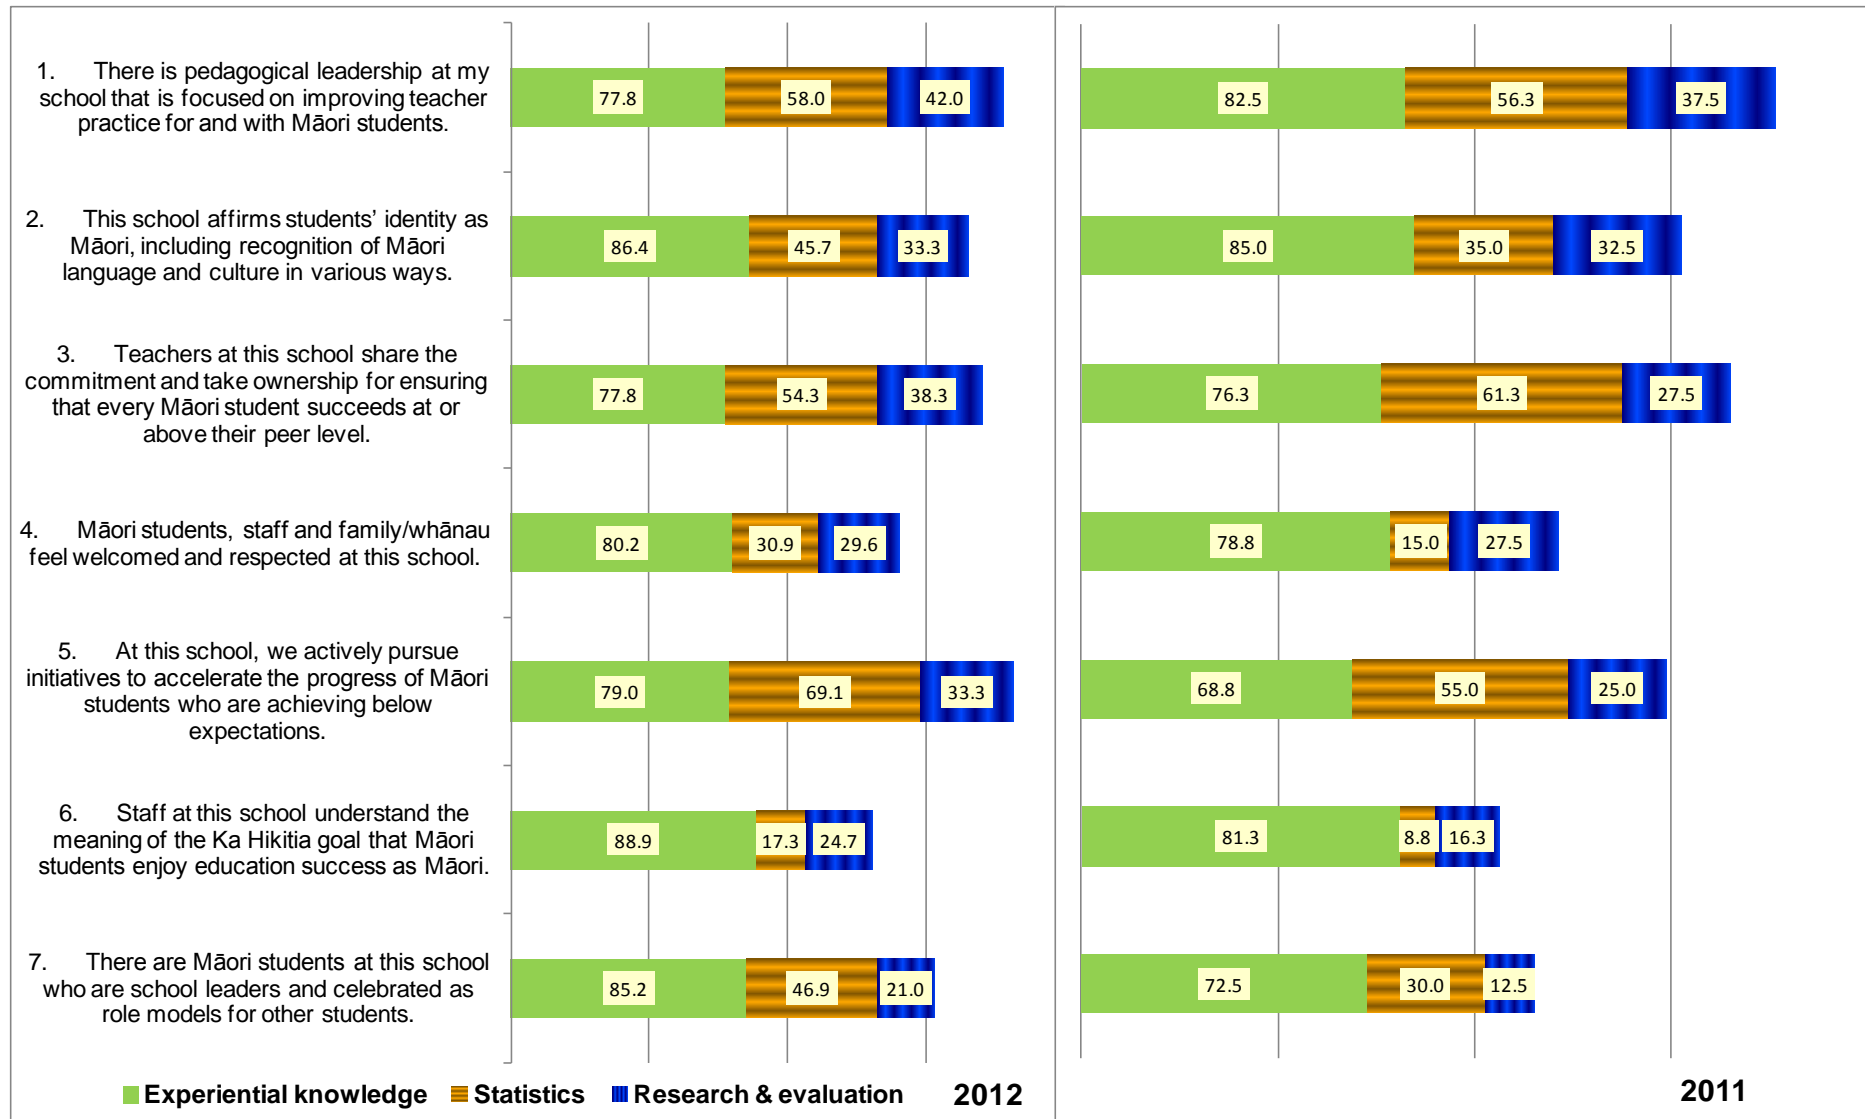 1. There is pedagogical leadership at my
school that is focused on improving teacher
practice for and with Māori students.
77.8 58.0 42.0
82.5 56.3 37.5
2. This school affirms students’ identity as
Māori, including recognition of Māori
language and culture in various ways.
86.4 45.7 33.3
85.0 35.0 32.5
3. Teachers at this school share the
commitment and take ownership for ensuring
that every Māori student succeeds at or
above their peer level.
77.8 54.3 38.3
76.3 61.3 27.5
4. Māori students, staff and family/whānau
feel welcomed and respected at this school.
80.2 30.9 29.6
78.8 15.0 27.5
5. At this school, we actively pursue
initiatives to accelerate the progress of Māori
students who are achieving below
expectations.
79.0 69.1 33.3
68.8 55.0 25.0
6. Staff at this school understand the
meaning of the Ka Hikitia goal that Māori
students enjoy education success as Māori.
88.9 17.3 24.7
81.3 8.8 16.3
7. There are Māori students at this school
who are school leaders and celebrated as
role models for other students.
85.2 46.9 21.0
72.5 30.0 12.5
Experiential knowledge Statistics Research & evaluation 2012
2011